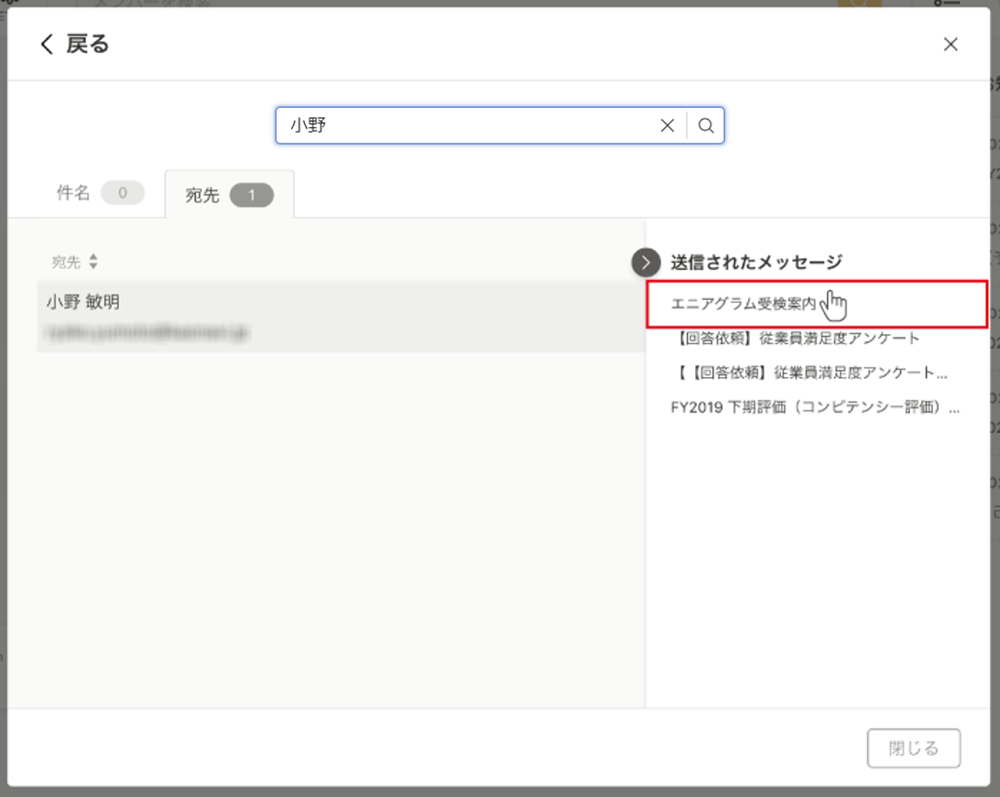 戻る
小野
件名 0
宛先 1
宛先
送信されたメッセージ
小野 敏明
エニアグラム受検案内
【回答依頼】従業員満足度アンケート
【【回答依頼】従業員満足度アンケート...
FY2019 下期評価（コンピテンシー評価）...
閉じる